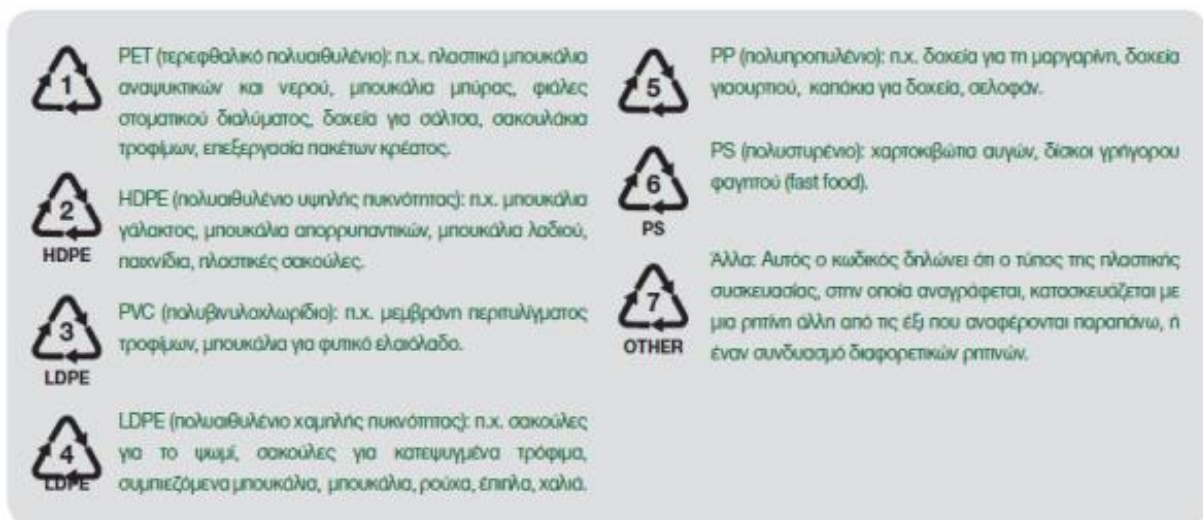 1
PET (τερεφθαλικό πολυαιθυλένιο): π.χ. πλαστικά μπουκάλια
αναψυκτικών και νερού, μπουκάλια μπύρας, φιάλες
στοματικού διαλύματος, δοχεία για σάλτσα, σακουλάκια
τροφίμων, επεξεργασία πακέτων κρέατος.
2
HDPE
HDPE (πολυαιθυλένιο υψηλής πυκνότητας): π.χ. μπουκάλια
γάλακτος, μπουκάλια απορρυπαντικών, μπουκάλια λαδιού,
παιχνίδια, πλαστικές σακούλες.
3
LDPE
PVC (πολυβινυλοχλωρίδιο): π.χ. μεμβράνη περιτυλίγματος
τροφίμων, μπουκάλια για φυτικό ελαιόλαδο.
4
LDPE
LDPE (πολυαιθυλένιο χαμηλής πυκνότητας): π.χ. σακούλες
για το ψωμί, σακούλες για κατεψυγμένα τρόφιμα,
συμπιεζόμενα μπουκάλια, μπουκάλια, ρούχα, έπιπλα, χαλιά.
5
PP (πολυπροπυλένιο): π.χ. δοχεία για τη μαργαρίνη, δοχεία
γιαουρτιού, καπάκια για δοχεία, σελοφάν.
6
PS
PS (πολυστυρένιο): χαρτοκιβώτια αυγών, δίσκοι γρήγορου
φαγητού (fast food).
7
OTHER
Άλλα: Αυτός ο κωδικός δηλώνει ότι ο τύπος της πλαστικής
συσκευασίας, στην οποία αναγράφεται, κατασκευάζεται με
μια ρητίνη άλλη από τις έξι που αναφέρονται παραπάνω, ή
έναν συνδυασμό διαφορετικών ρητινών.